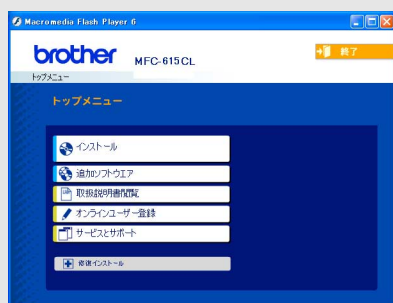 Macromedia Flash Player 6
brother MFC-615CL
終了
トップメニュー
トップメニュー
インストール
追加ソフトウエア
取扱説明書閲覧
オンラインユーザー登録
サービスとサポート
修復インストール